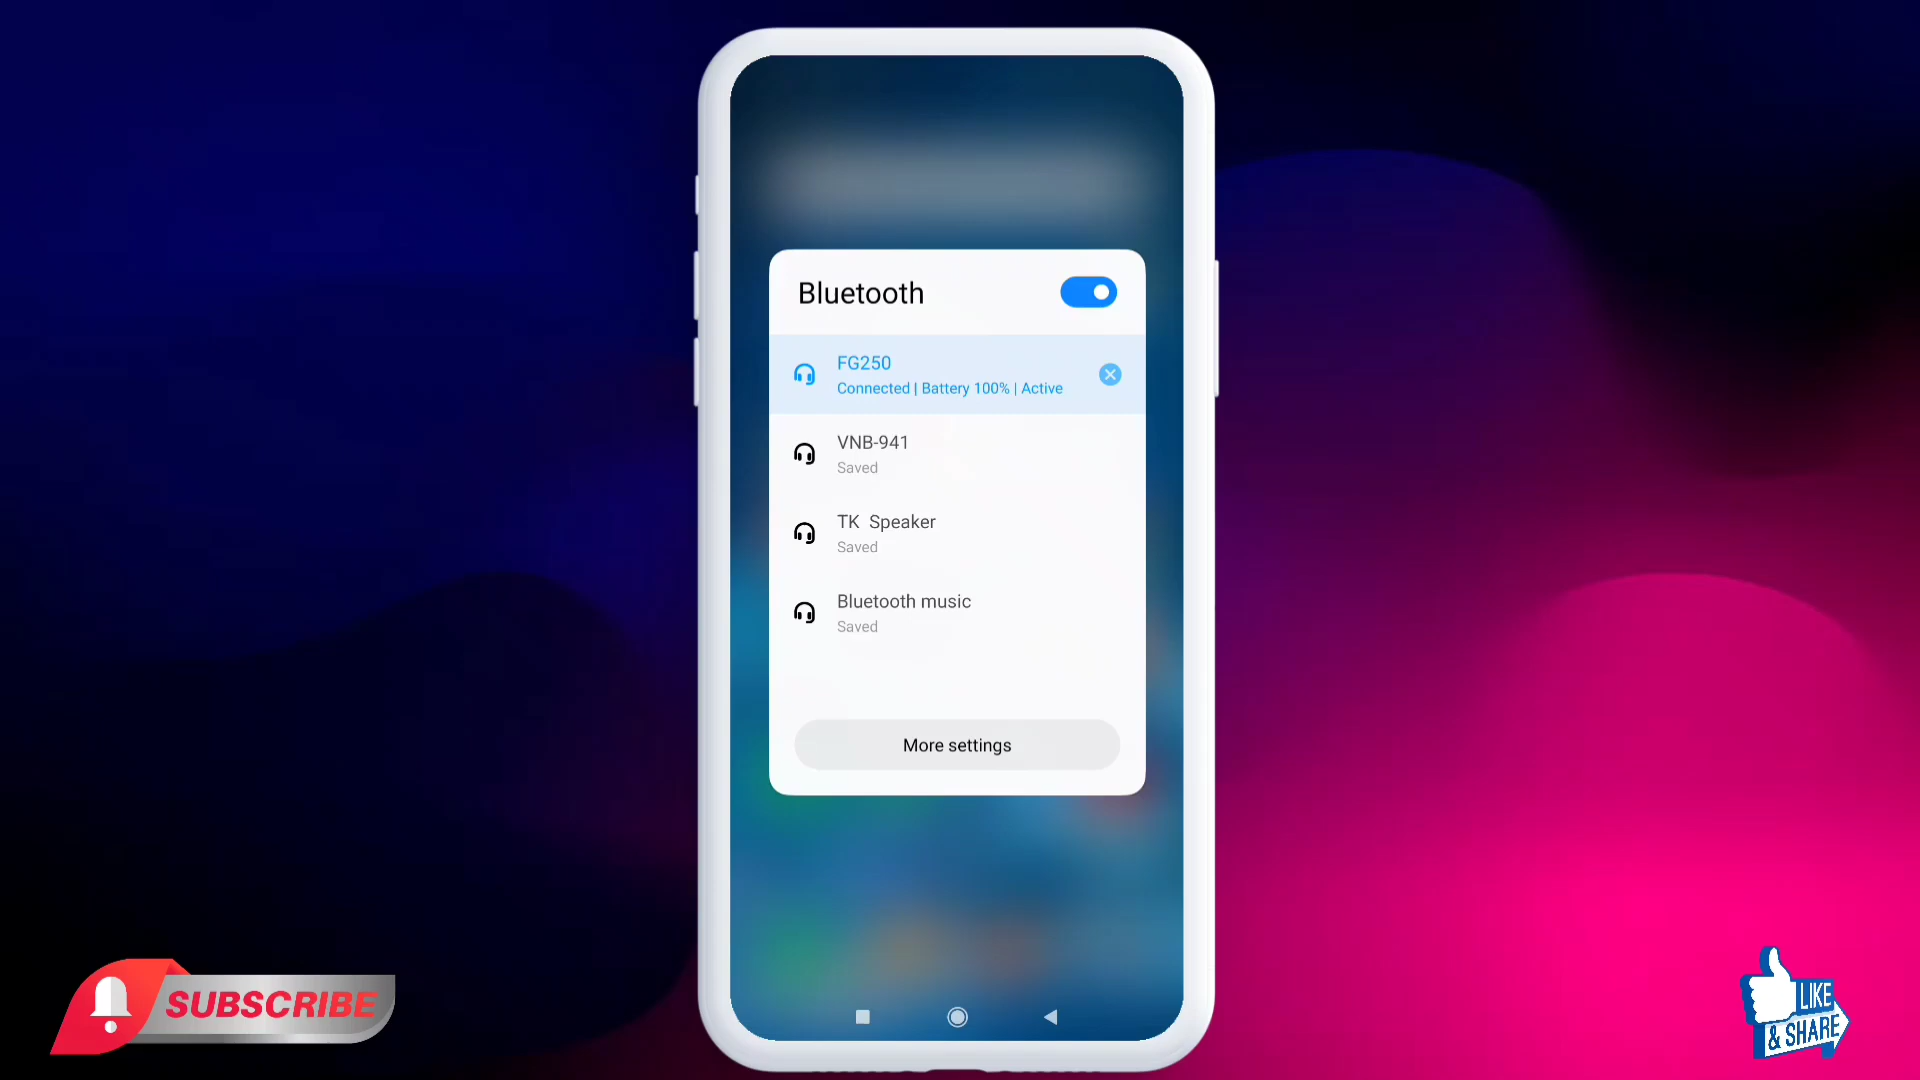 Bluetooth
FG250
Connected | Battery 100% | Active
VNB-941
Saved
TK  Speaker
Saved
Bluetooth music
Saved
More settings
SUBSCRIBE
LIKE
& SHARE